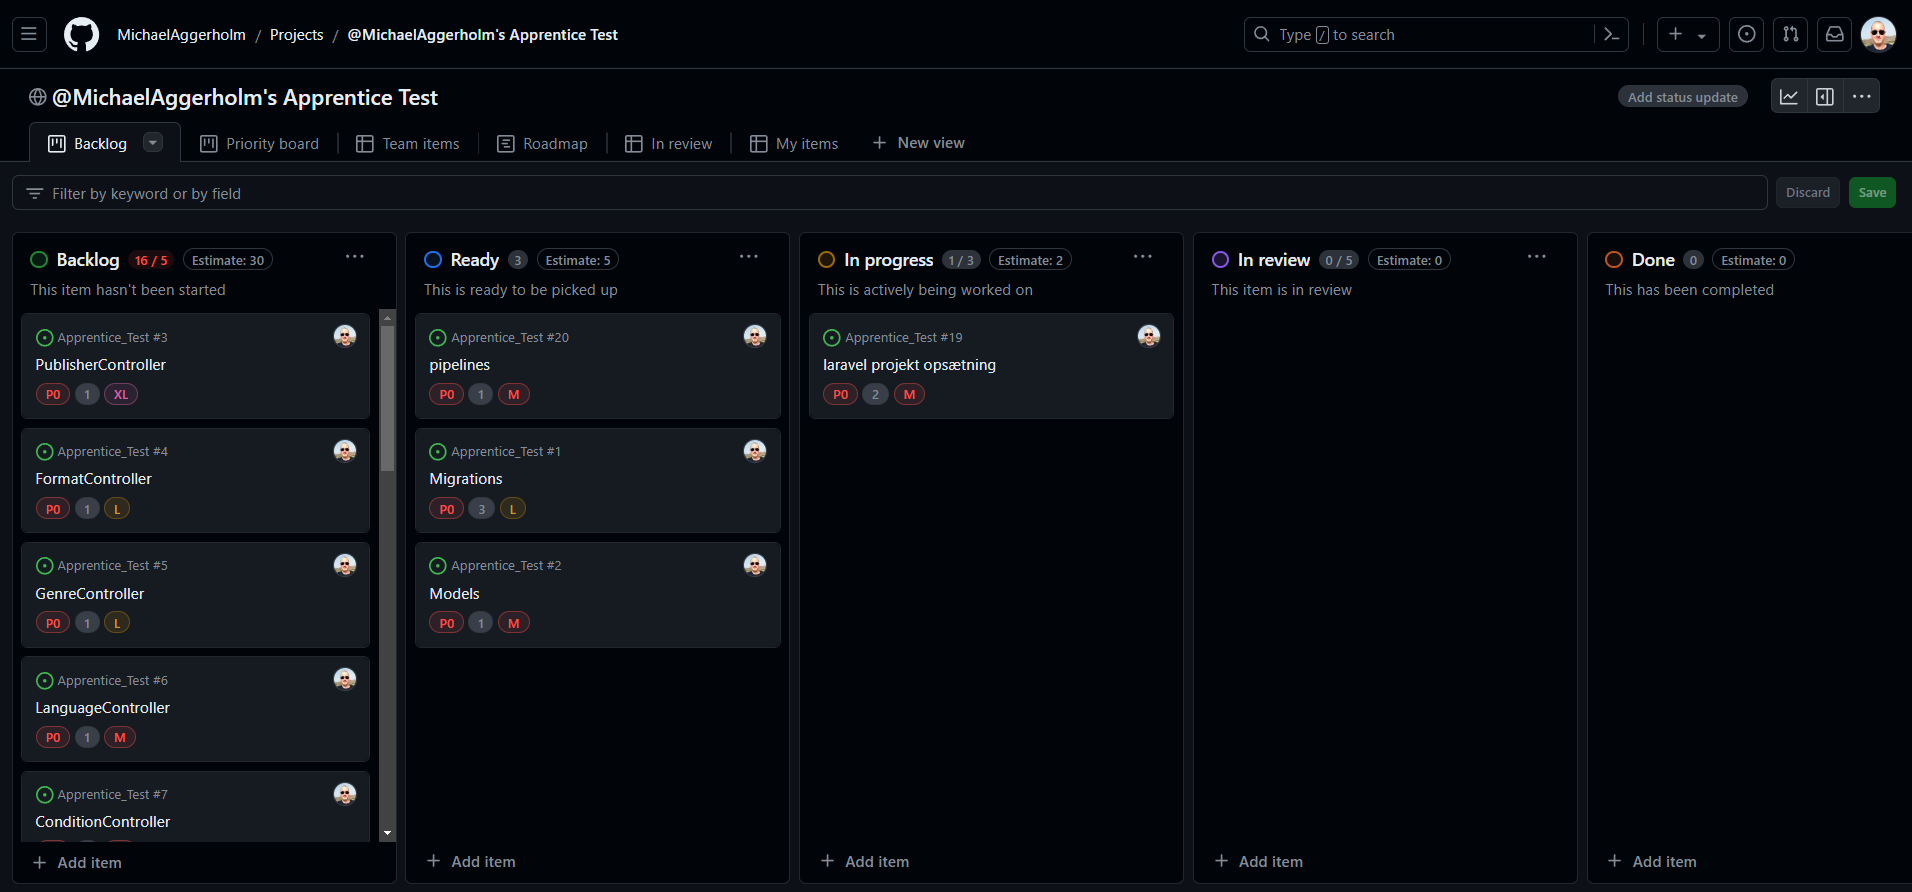 MichaelAggerholm / Projects / @MichaelAggerholm's Apprentice Test
Type / to search
@MichaelAggerholm's Apprentice Test
Add status update
Backlog
Priority board
Team items
Roadmap
In review
My items
New view
Filter by keyword or by field
Discard
Save
Backlog 16 / 5 Estimate: 30
This item hasn't been started
Apprentice_Test #3
PublisherController
P0 1 XL
Apprentice_Test #4
FormatController
P0 1 L
Apprentice_Test #5
GenreController
P0 1 L
Apprentice_Test #6
LanguageController
P0 1 M
Apprentice_Test #7
ConditionController
Add item
Ready 3 Estimate: 5
This is ready to be picked up
Apprentice_Test #20
pipelines
P0 1 M
Apprentice_Test #1
Migrations
P0 3 L
Apprentice_Test #2
Models
P0 1 M
Add item
In progress 1 / 3 Estimate: 2
This is actively being worked on
Apprentice_Test #19
laravel projekt opsætning
P0 2 M
Add item
In review 0 / 5 Estimate: 0
This item is in review
Add item
Done 0 Estimate: 0
This has been completed
Add item